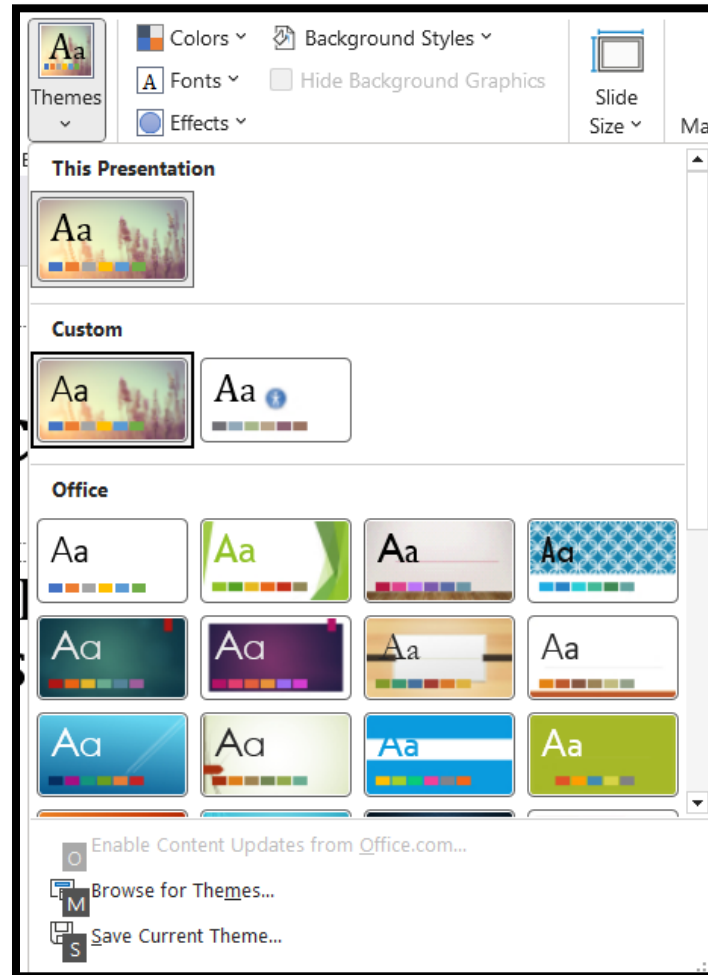 Aa
Themes
Colors
Background Styles
A Fonts
Hide Background Graphics
Effects
Slide
Size
Ma
This Presentation
Aa
Custom
Aa
Aa
Office
Aa
Aa
Aa
Aa
Aa
Aa
Aa
Aa
Aa
Aa
Aa
Aa
O Enable Content Updates from Office.com...
M Browse for Themes...
S Save Current Theme...